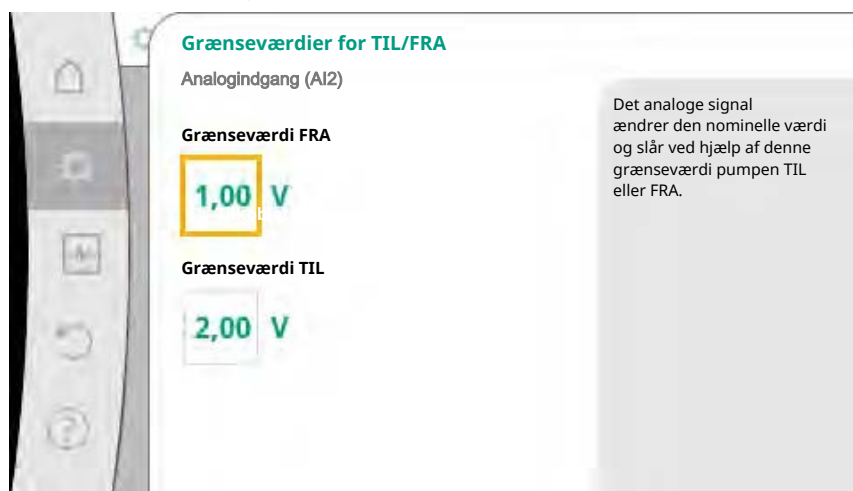 Grænseværdier for TIL/FRA
Analogindgang (AI2)
Grænseværdi FRA
1,00 V
Grænseværdi TIL
2,00 V
Det analoge signal
ændrer den nominelle værdi
og slår ved hjælp af denne
grænseværdi pumpen TIL
eller FRA.